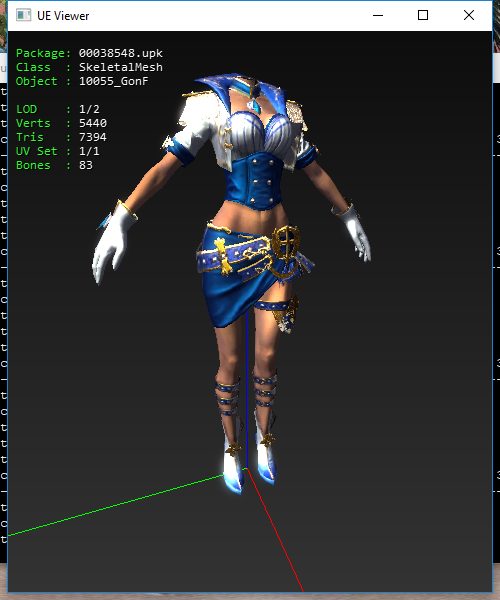 UE Viewer
Package: 00038548.upk
Class : SkeletalMesh
Object : 10055_GonF
LOD : 1/2
Verts : 5440
Tris : 7394
UV Set : 1/1
Bones : 83